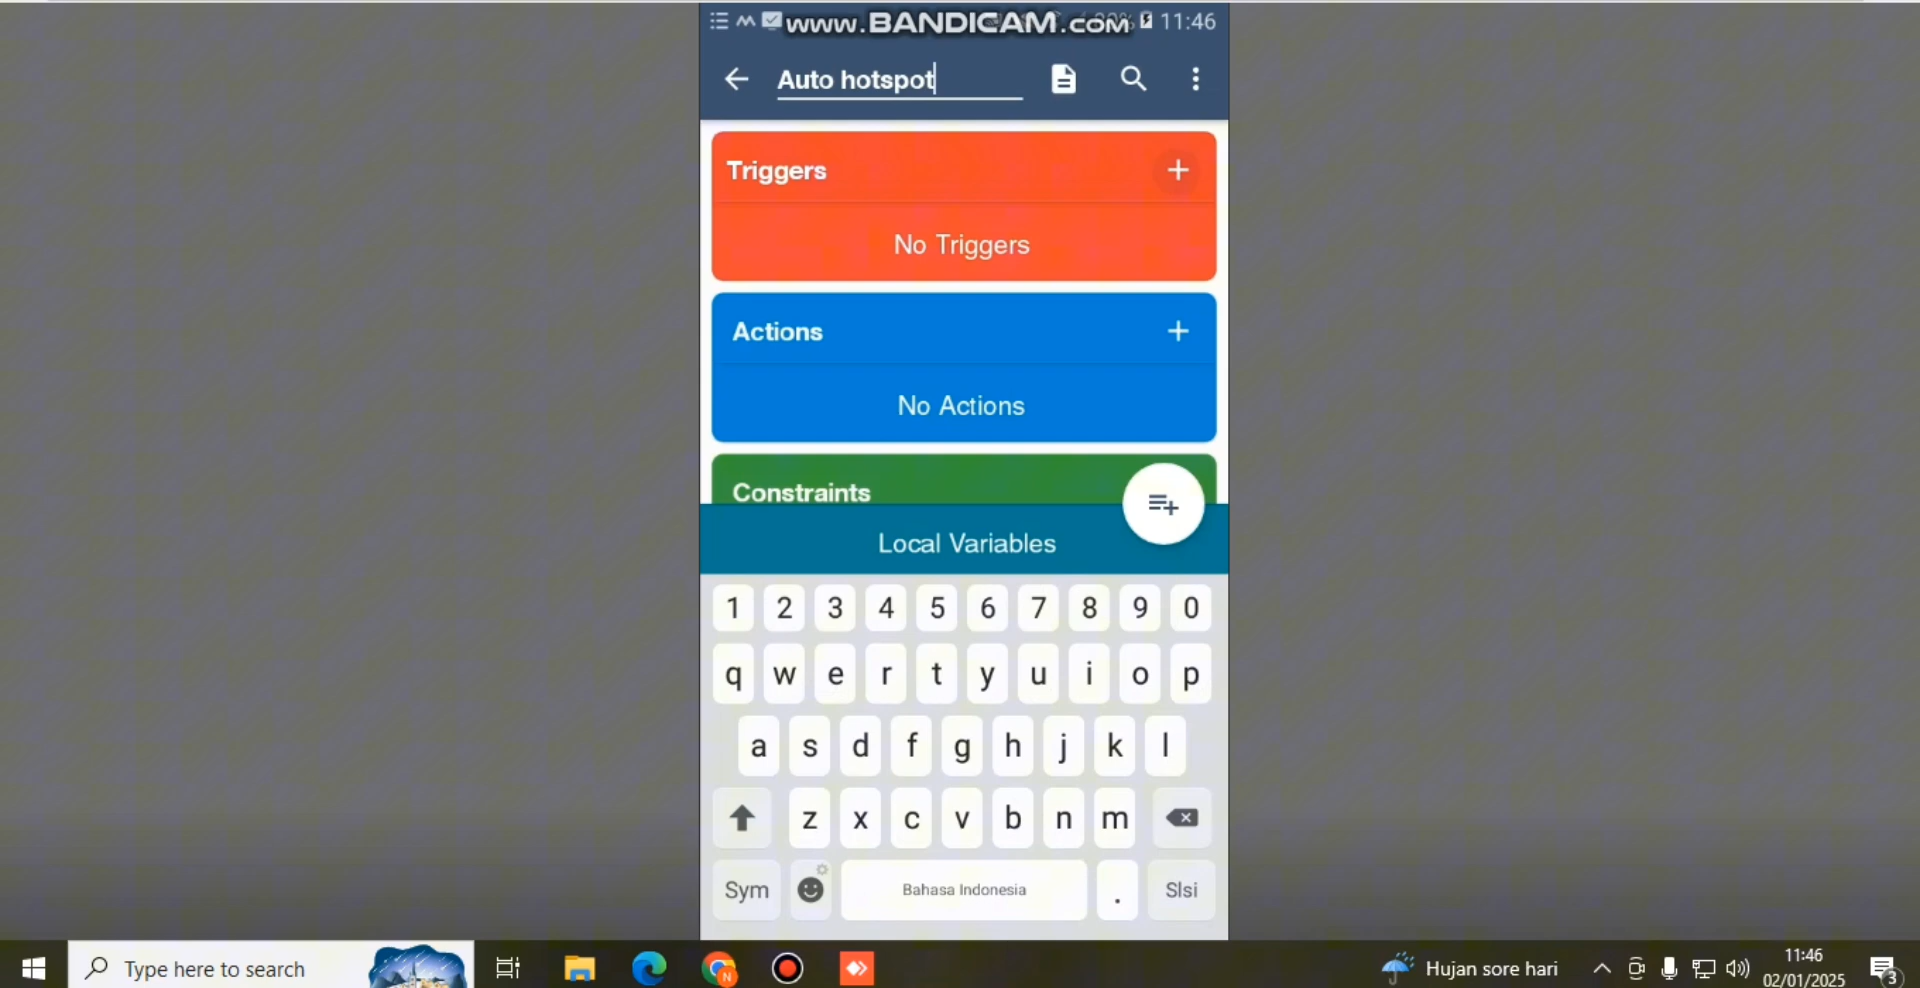 www.BANDICAM.com
11:46
Auto hotspot
Triggers
No Triggers
Actions
No Actions
Constraints
Local Variables
1 2 3 4 5 6 7 8 9 0
q w e r t y u i o p
a s d f g h j k l
z x c v b n m
Sym
Bahasa Indonesia
.
Slsi
Type here to search
N
Hujan sore hari
11:46
02/01/2025
3